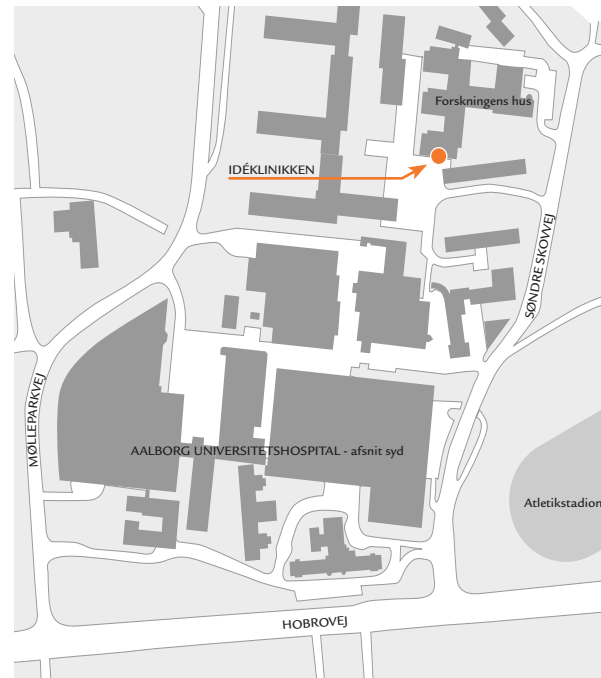 Forskningens hus
IDÉKLINIKKEN
SØNDRE SKOVVEJ
MØLLEPARKVEJ
AALBORG UNIVERSITETSHOSPITAL - afsnit syd
Atletikstadion
HOBROVEJ